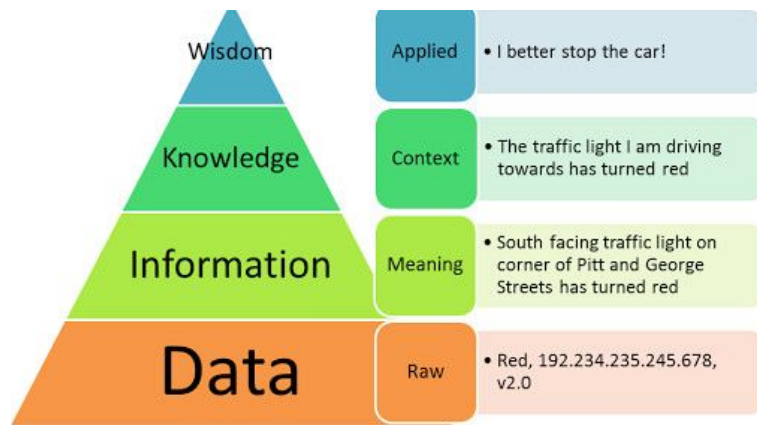 Wisdom
Applied
• I better stop the car!
Knowledge
Context
• The traffic light I am driving
towards has turned red
Information
Meaning
• South facing traffic light on
corner of Pitt and George
Streets has turned red
Data
Raw
• Red, 192.234.235.245.678,
v2.0